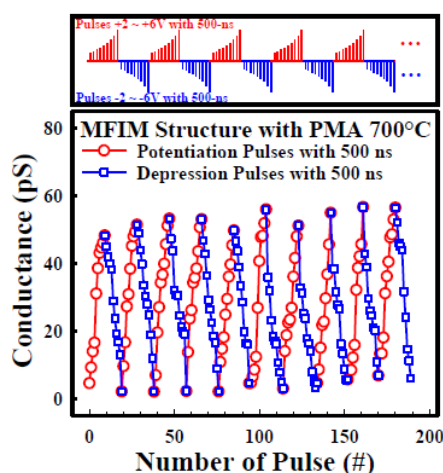 Pulses +2 ~ +6V with 500-ns
Pulses -2 ~ -6V with 500-ns
MFIM Structure with PMA 700°C
Potentiation Pulses with 500 ns
Depression Pulses with 500 ns
Conductance (pS)
80
60
40
20
0
0 50 100 150 200
Number of Pulse (#)